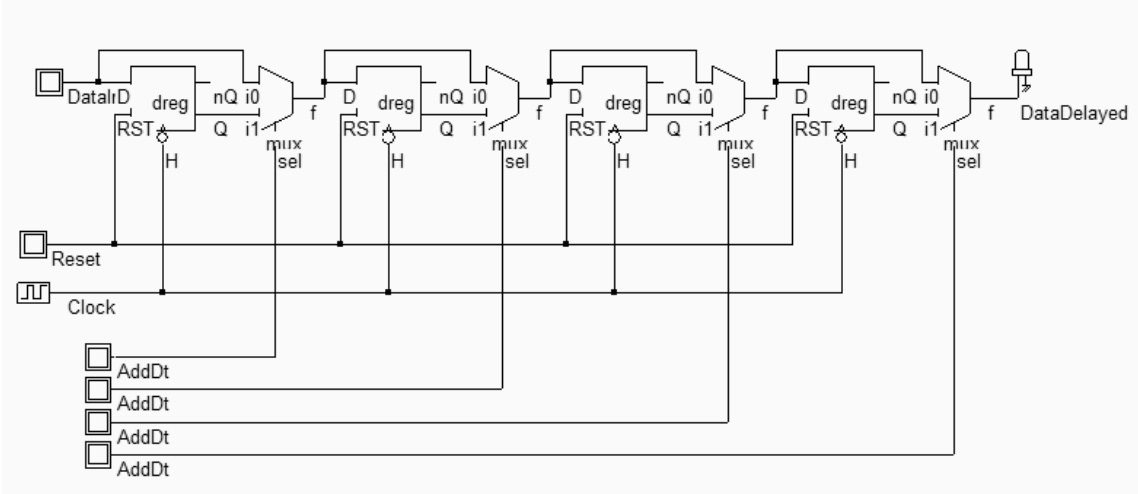 DataIn
D
dreg
nQ
i0
f
RST
Q
i1
mux
H
sel
D
dreg
nQ
i0
f
RST
Q
i1
mux
H
sel
D
dreg
nQ
i0
f
RST
Q
i1
mux
H
sel
D
dreg
nQ
i0
f
DataDelayed
RST
Q
i1
mux
H
sel
Reset
Clock
AddDt
AddDt
AddDt
AddDt